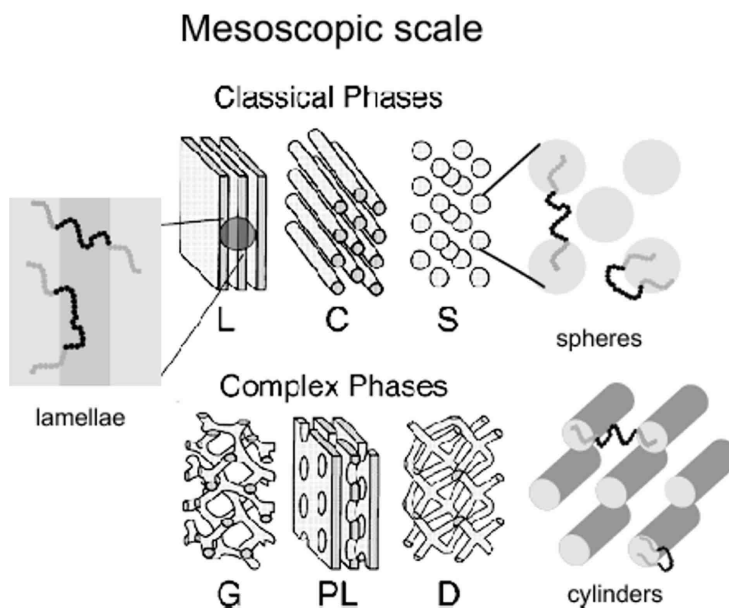 Mesoscopic scale
Classical Phases
L C S
spheres
lamellae
Complex Phases
G PL D
cylinders